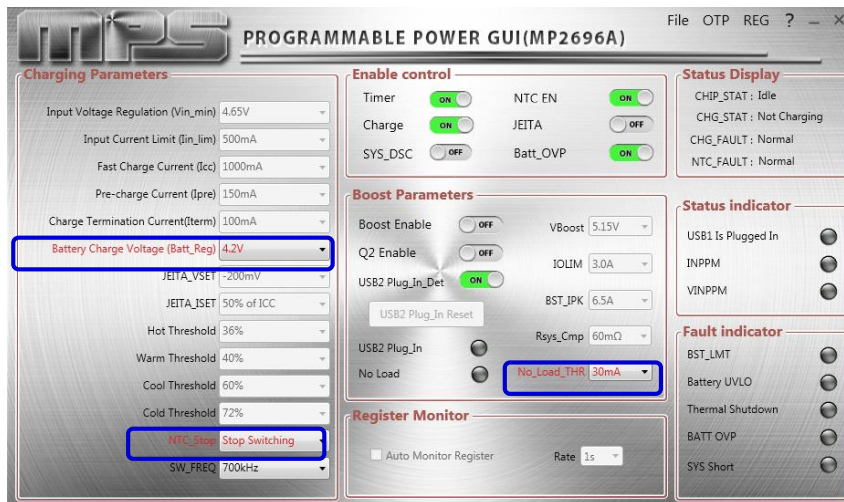 mps
PROGRAMMABLE POWER GUI(MP2696A)
File OTP REG ? – ×
Charging Parameters
Input Voltage Regulation (Vin_min) 4.65V
Input Current Limit (Iin_lim) 500mA
Fast Charge Current (Icc) 1000mA
Pre-charge Current (Ipre) 150mA
Charge Termination Current(Iterm) 100mA
Battery Charge Voltage (Batt_Reg) 4.2V
JEITA_VSET -200mV
JEITA_ISET 50% of ICC
Hot Threshold 36%
Warm Threshold 40%
Cool Threshold 60%
Cold Threshold 72%
NTC_Stop Stop Switching
SW_FREQ 700kHz
Enable control
Timer ON NTC EN ON
Charge ON JEITA OFF
SYS_DSC OFF Batt_OVP ON
Boost Parameters
Boost Enable OFF
Q2 Enable OFF
USB2 Plug_In_Det ON
USB2 Plug_In Reset
USB2 Plug_In
No Load
VBoost 5.15V
IOLIM 3.0A
BST_IPK 6.5A
Rsys_Cmp 60mΩ
No_Load_THR 30mA
Register Monitor
Auto Monitor Register Rate 1s
Status Display
CHIP_STAT : Idle
CHG_STAT : Not Charging
CHG_FAULT : Normal
NTC_FAULT : Normal
Status indicator
USB1 Is Plugged In
INPPM
VINPPM
Fault indicator
BST_LMT
Battery UVLO
Thermal Shutdown
BATT OVP
SYS Short